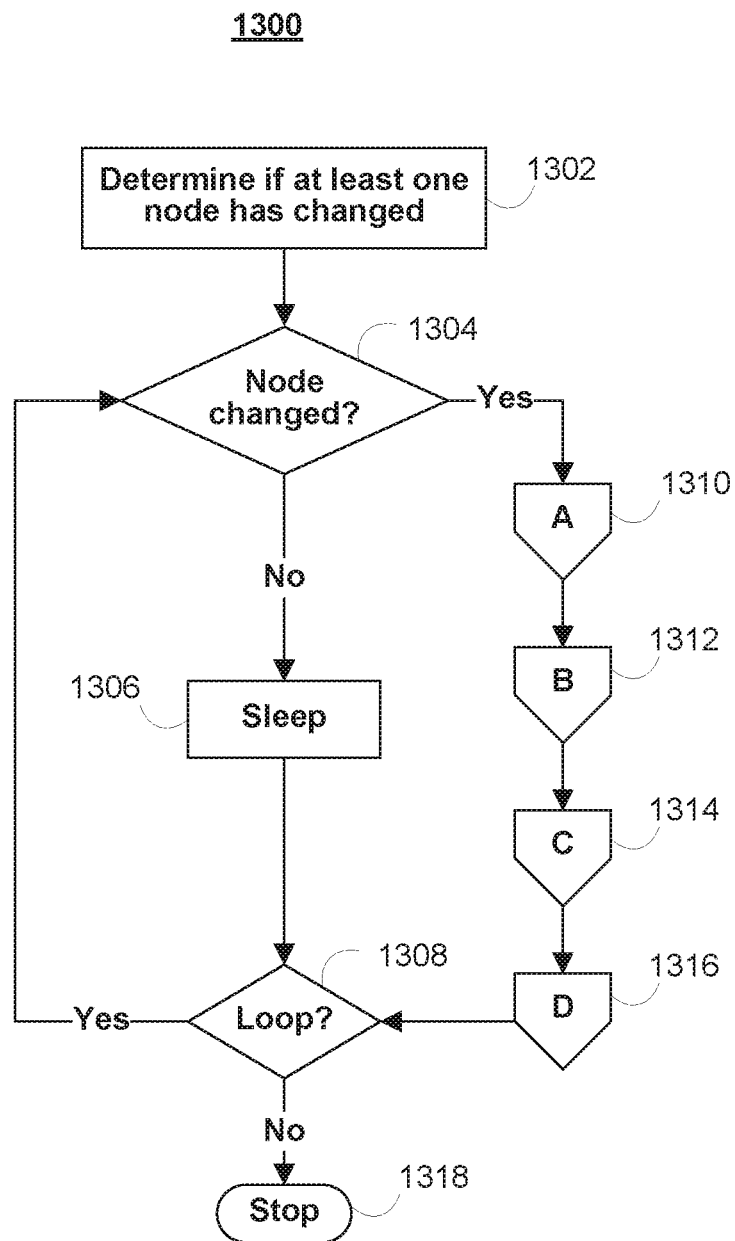 1300
Determine if at least one
node has changed
1302
1304
Node
changed?
Yes
1310
A
No
1312
B
1306
Sleep
1314
C
1308
1316
Yes
Loop?
D
No
1318
Stop